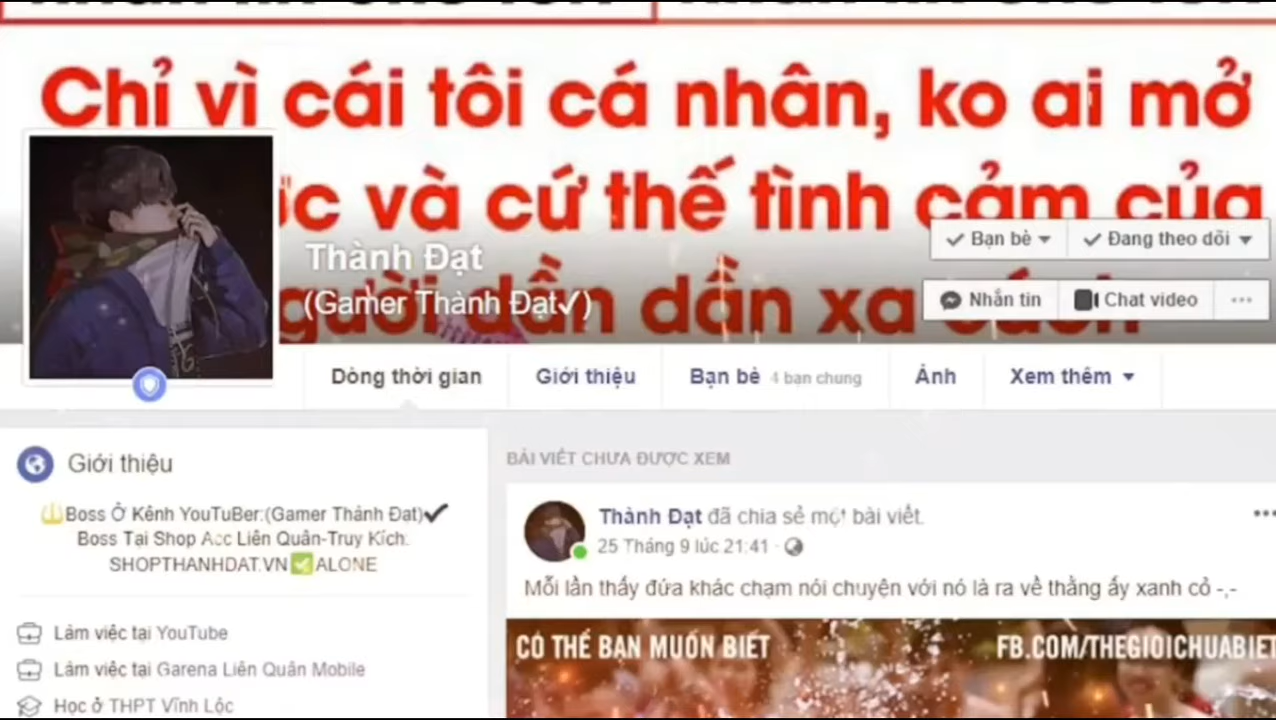 Chỉ vì cái tôi cá nhân, ko ai mở
và cứ thế tình cảm của
dần dần xa
Thành Đạt
(Gamer Thành Đạt✓)
✓ Bạn bè ▾
✓ Đang theo dõi ▾
Nhắn tin
Chat video
...
Dòng thời gian
Giới thiệu
Bạn bè 4 bạn chung
Ảnh
Xem thêm ▾
Giới thiệu
Boss Ở Kênh YouTuBer:(Gamer Thành Đạt)✔
Boss Tại Shop Acc Liên Quân-Truy Kích:
SHOPTHANHDAT.VN✅ALONE
Làm việc tại YouTube
Làm việc tại Garena Liên Quân Mobile
Học ở THPT Vĩnh Lộc
BÀI VIẾT CHƯA ĐƯỢC XEM
Thành Đạt đã chia sẻ một bài viết.
25 Tháng 9 lúc 21:41 ·
Mỗi lần thấy đứa khác chạm nói chuyện với nó là ra về thằng ấy xanh cỏ -,-
CÓ THỂ BẠN MUỐN BIẾT
FB.COM/THEGIOICHUABIET